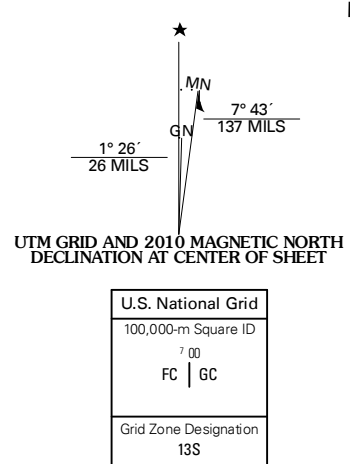 ★
MN
GN
7° 43´
137 MILS
1° 26´
26 MILS
UTM GRID AND 2010 MAGNETIC NORTH
DECLINATION AT CENTER OF SHEET
U.S. National Grid
100,000-m Square ID
7 00
FC | GC
Grid Zone Designation
13S